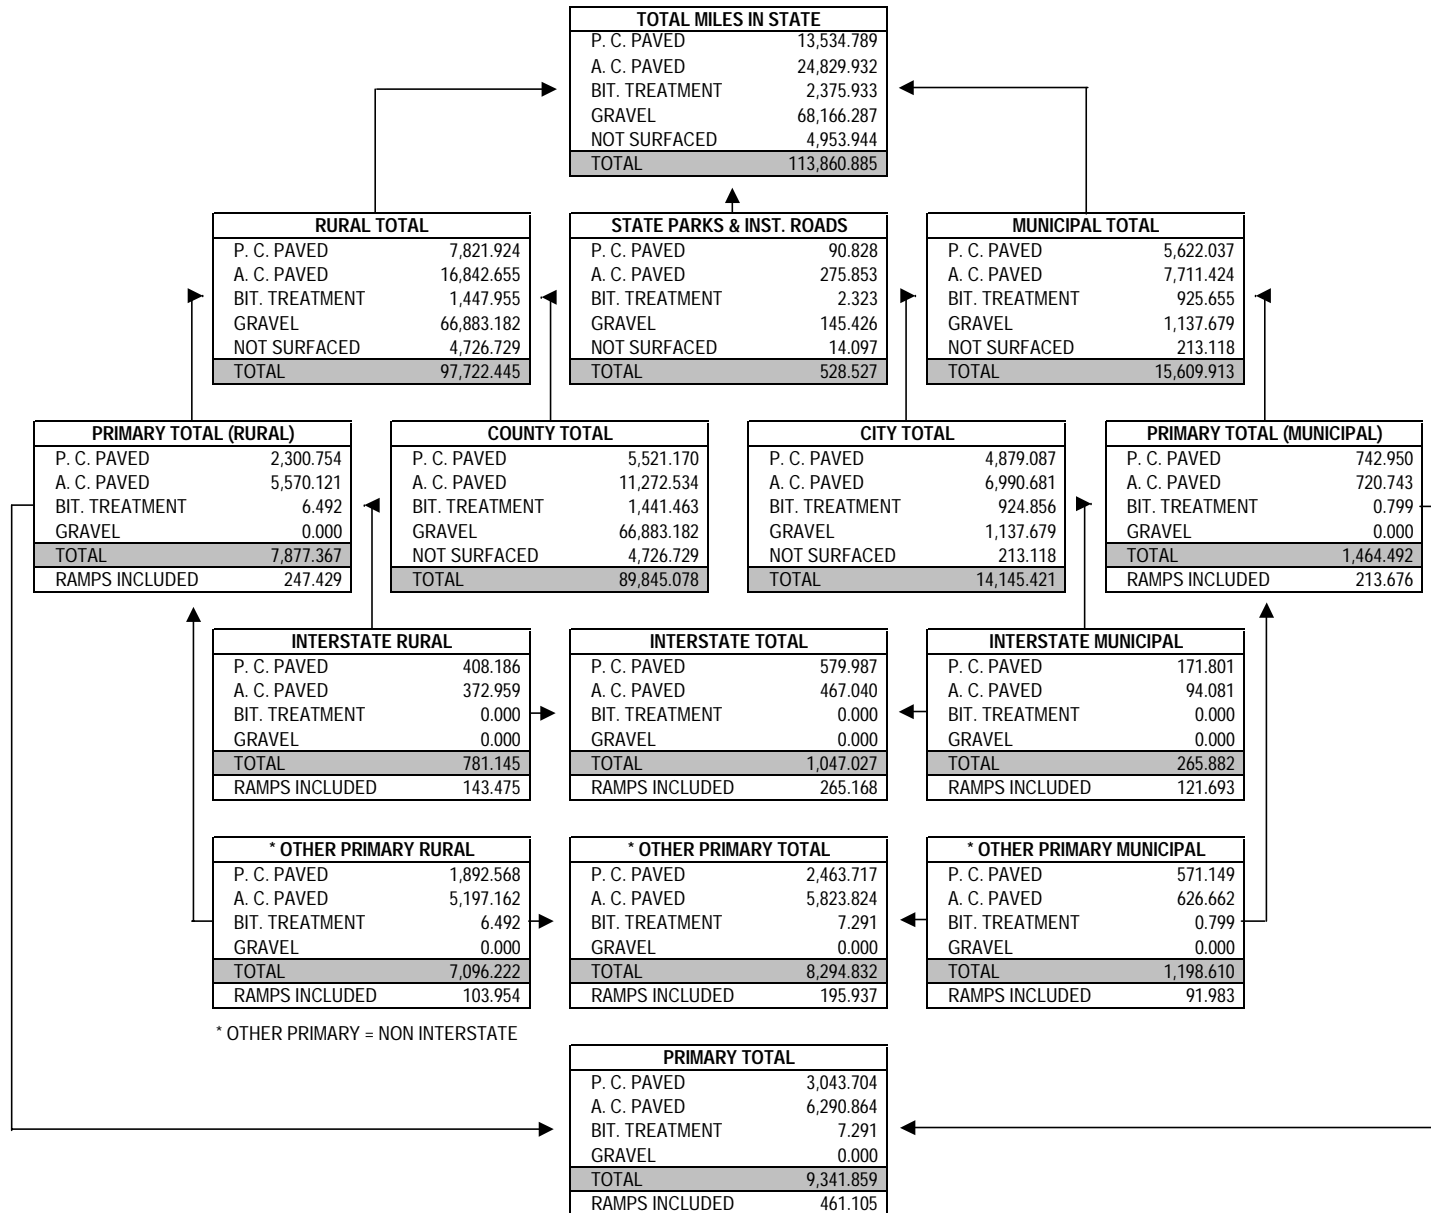 TOTAL MILES IN STATE
P. C. PAVED 13,534.789
A. C. PAVED 24,829.932
BIT. TREATMENT 2,375.933
GRAVEL 68,166.287
NOT SURFACED 4,953.944
TOTAL 113,860.885
RURAL TOTAL
P. C. PAVED 7,821.924
A. C. PAVED 16,842.655
BIT. TREATMENT 1,447.955
GRAVEL 66,883.182
NOT SURFACED 4,726.729
TOTAL 97,722.445
STATE PARKS & INST. ROADS
P. C. PAVED 90.828
A. C. PAVED 275.853
BIT. TREATMENT 2.323
GRAVEL 145.426
NOT SURFACED 14.097
TOTAL 528.527
MUNICIPAL TOTAL
P. C. PAVED 5,622.037
A. C. PAVED 7,711.424
BIT. TREATMENT 925.655
GRAVEL 1,137.679
NOT SURFACED 213.118
TOTAL 15,609.913
PRIMARY TOTAL (RURAL)
P. C. PAVED 2,300.754
A. C. PAVED 5,570.121
BIT. TREATMENT 6.492
GRAVEL 0.000
TOTAL 7,877.367
RAMPS INCLUDED 247.429
COUNTY TOTAL
P. C. PAVED 5,521.170
A. C. PAVED 11,272.534
BIT. TREATMENT 1,441.463
GRAVEL 66,883.182
NOT SURFACED 4,726.729
TOTAL 89,845.078
CITY TOTAL
P. C. PAVED 4,879.087
A. C. PAVED 6,990.681
BIT. TREATMENT 924.856
GRAVEL 1,137.679
NOT SURFACED 213.118
TOTAL 14,145.421
PRIMARY TOTAL (MUNICIPAL)
P. C. PAVED 742.950
A. C. PAVED 720.743
BIT. TREATMENT 0.799
GRAVEL 0.000
TOTAL 1,464.492
RAMPS INCLUDED 213.676
INTERSTATE RURAL
P. C. PAVED 408.186
A. C. PAVED 372.959
BIT. TREATMENT 0.000
GRAVEL 0.000
TOTAL 781.145
RAMPS INCLUDED 143.475
INTERSTATE TOTAL
P. C. PAVED 579.987
A. C. PAVED 467.040
BIT. TREATMENT 0.000
GRAVEL 0.000
TOTAL 1,047.027
RAMPS INCLUDED 265.168
INTERSTATE MUNICIPAL
P. C. PAVED 171.801
A. C. PAVED 94.081
BIT. TREATMENT 0.000
GRAVEL 0.000
TOTAL 265.882
RAMPS INCLUDED 121.693
* OTHER PRIMARY RURAL
P. C. PAVED 1,892.568
A. C. PAVED 5,197.162
BIT. TREATMENT 6.492
GRAVEL 0.000
TOTAL 7,096.222
RAMPS INCLUDED 103.954
* OTHER PRIMARY TOTAL
P. C. PAVED 2,463.717
A. C. PAVED 5,823.824
BIT. TREATMENT 7.291
GRAVEL 0.000
TOTAL 8,294.832
RAMPS INCLUDED 195.937
* OTHER PRIMARY MUNICIPAL
P. C. PAVED 571.149
A. C. PAVED 626.662
BIT. TREATMENT 0.799
GRAVEL 0.000
TOTAL 1,198.610
RAMPS INCLUDED 91.983
* OTHER PRIMARY = NON INTERSTATE
PRIMARY TOTAL
P. C. PAVED 3,043.704
A. C. PAVED 6,290.864
BIT. TREATMENT 7.291
GRAVEL 0.000
TOTAL 9,341.859
RAMPS INCLUDED 461.105